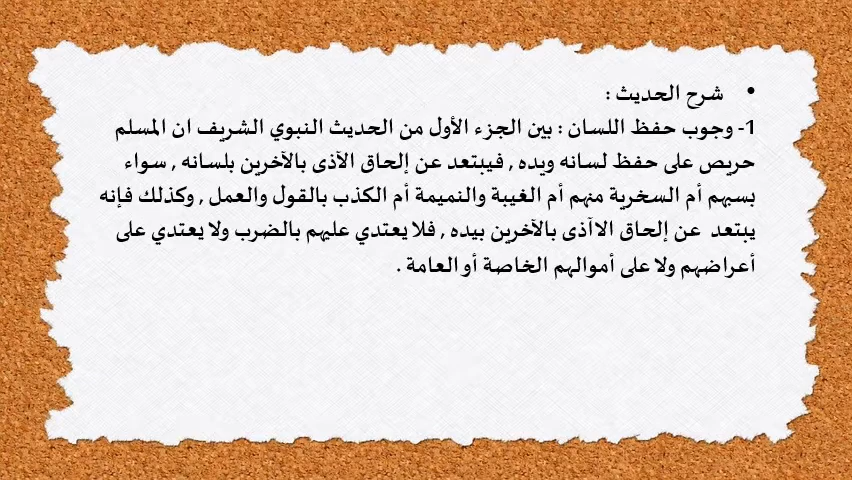 • شرح الحديث :
1- وجوب حفظ اللسان : بين الجزء الأول من الحديث النبوي الشريف ان المسلم
حريص على حفظ لسانه ويده , فيبتعد عن إلحاق الآذى بالآخرين بلسانه , سواء
بسبهم أم السخرية منهم أم الغيبة والنميمة أم الكذب بالقول والعمل , وكذلك فإنه
يبتعد عن إلحاق الاآذى بالآخرين بيده , فلا يعتدي عليهم بالضرب ولا يعتدي على
أعراضهم ولا على أموالهم الخاصة أو العامة .